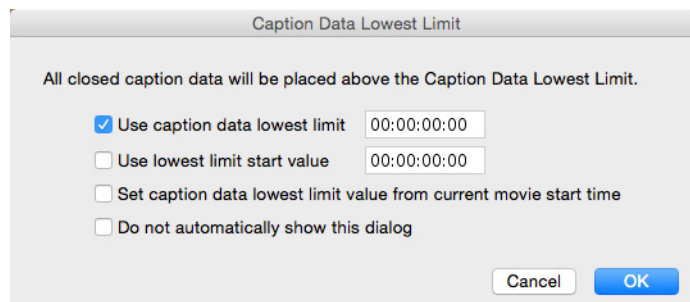 Caption Data Lowest Limit
All closed caption data will be placed above the Caption Data Lowest Limit.
Use caption data lowest limit 00:00:00:00
Use lowest limit start value 00:00:00:00
Set caption data lowest limit value from current movie start time
Do not automatically show this dialog
Cancel OK